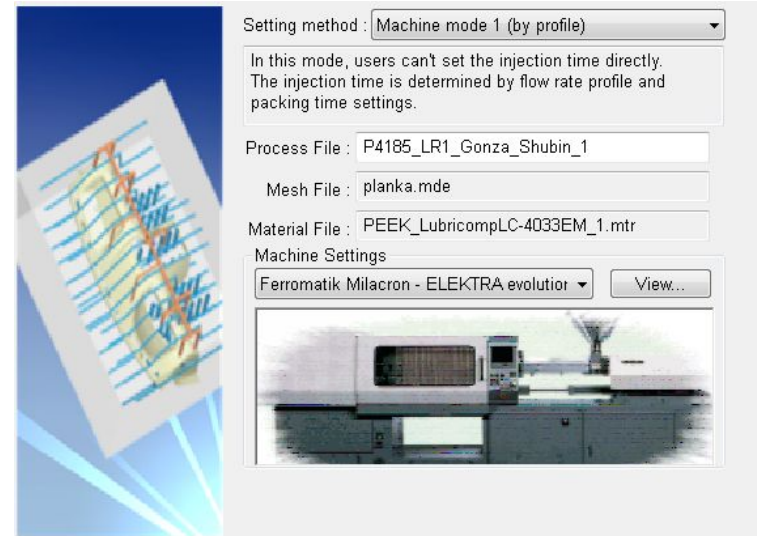 Setting method : Machine mode 1 (by profile)
In this mode, users can't set the injection time directly.
The injection time is determined by flow rate profile and
packing time settings.
Process File : P4185_LR1_Gonza_Shubin_1
Mesh File : planka.mde
Material File : PEEK_LubricompLC-4033EM_1.mtr
Machine Settings
Ferromatik Milacron - ELEKTRA evolution View...